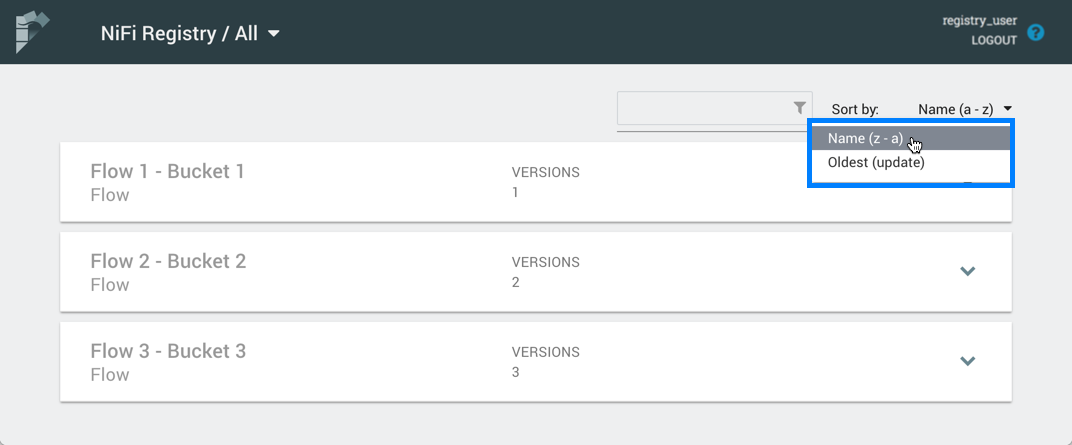 NiFi Registry / All
registry_user
LOGOUT
?
Sort by: Name (a - z)
Name (z - a)
Oldest (update)
Flow 1 - Bucket 1
Flow
VERSIONS
1
Flow 2 - Bucket 2
Flow
VERSIONS
2
Flow 3 - Bucket 3
Flow
VERSIONS
3